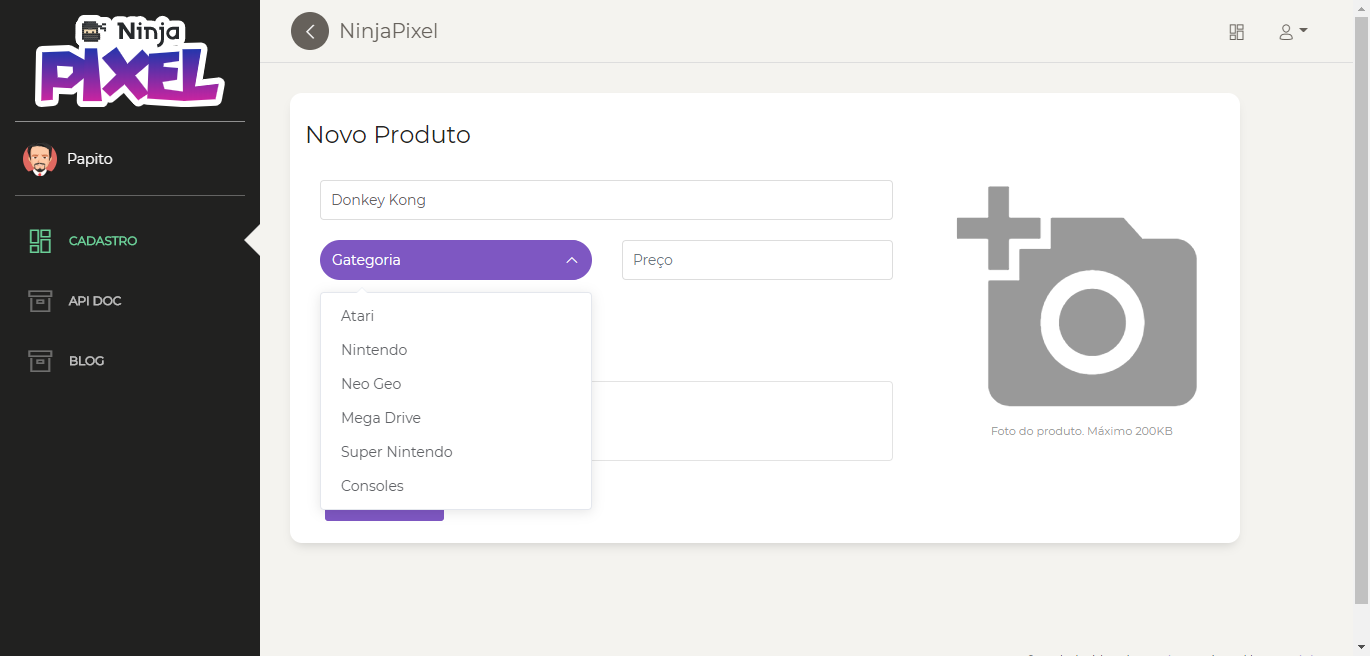 Ninja
PIXEL
Papito
CADASTRO
API DOC
BLOG
NinjaPixel
Novo Produto
Donkey Kong
Gategoria
Preço
Atari
Nintendo
Neo Geo
Mega Drive
Super Nintendo
Consoles
Foto do produto. Máximo 200KB